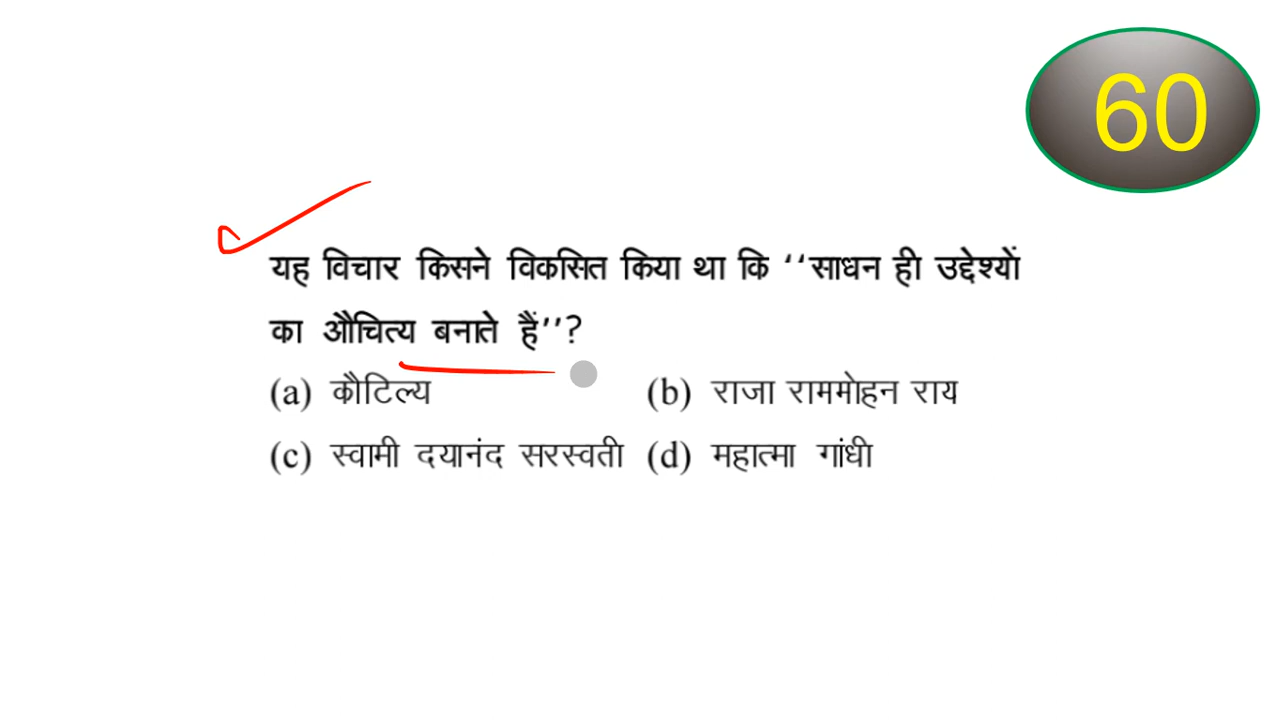 60
यह विचार किसने विकसित किया था कि ‘‘साधन ही उद्देश्यों
का औचित्य बनाते हैं’’?
(a) कौटिल्य (b) राजा राममोहन राय
(c) स्वामी दयानंद सरस्वती (d) महात्मा गांधी